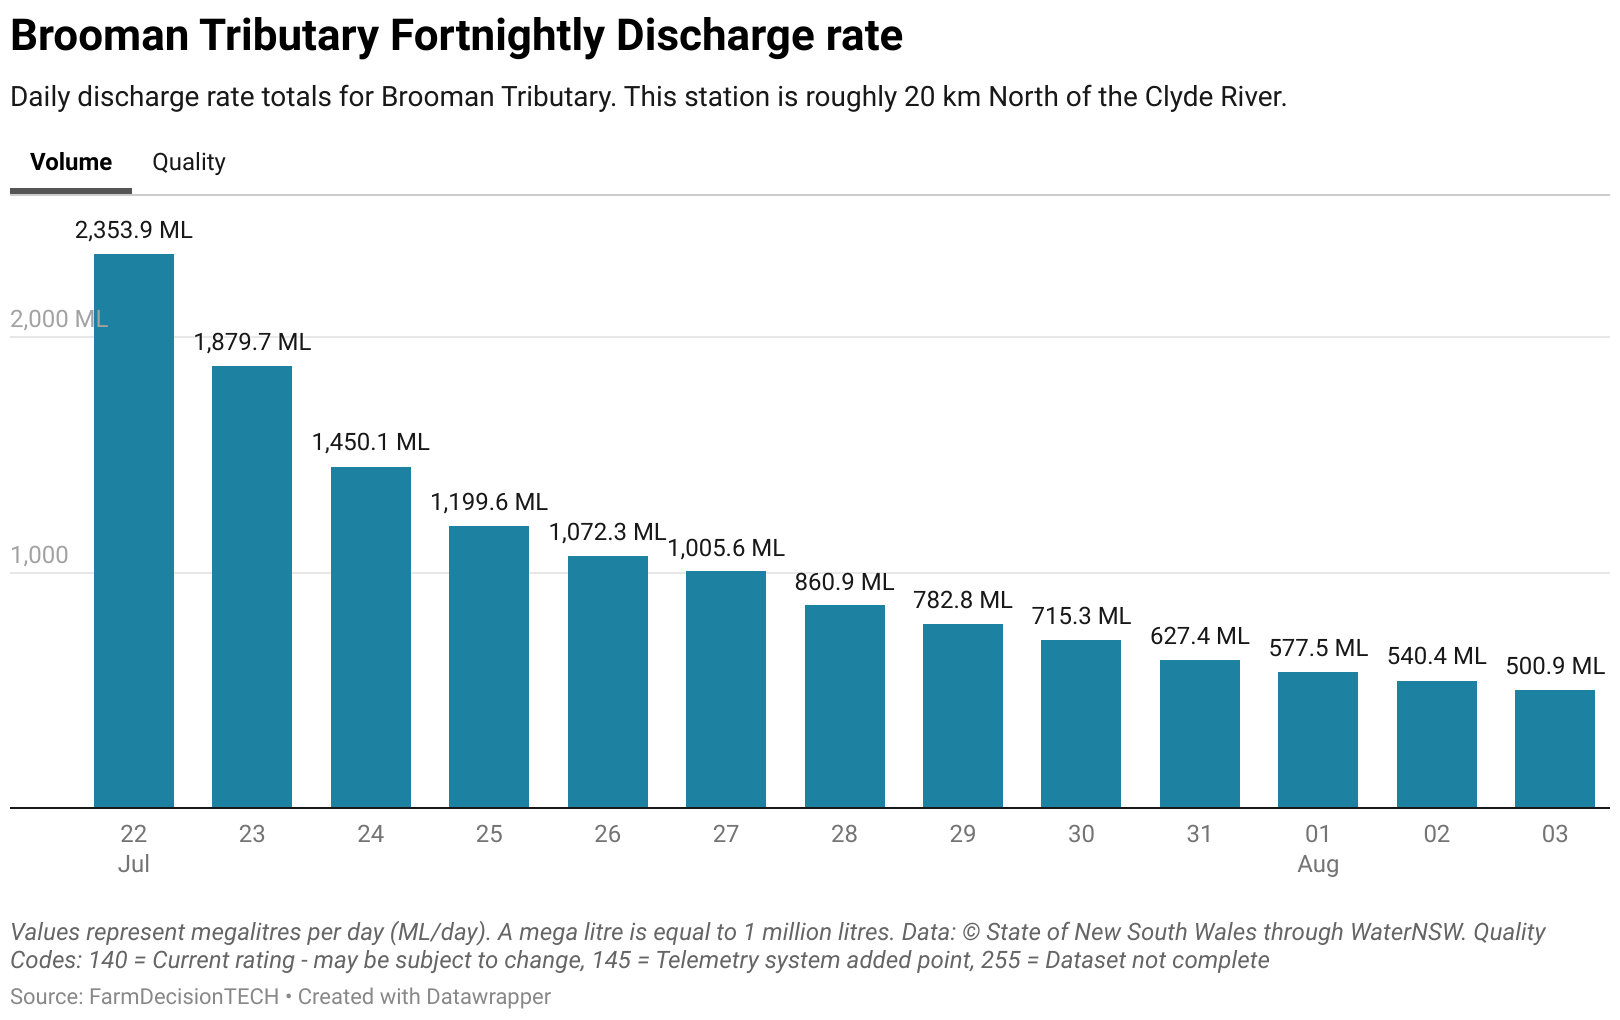 Brooman Tributary Fortnightly Discharge rate
Daily discharge rate totals for Brooman Tributary. This station is roughly 20 km North of the Clyde River.
Volume Quality
2,353.9 ML
2,000 ML
1,879.7 ML
1,450.1 ML
1,199.6 ML
1,072.3 ML
1,005.6 ML
1,000
860.9 ML
782.8 ML
715.3 ML
627.4 ML
577.5 ML
540.4 ML
500.9 ML
22 23 24 25 26 27 28 29 30 31 01 02 03
Jul Aug
Values represent megalitres per day (ML/day). A mega litre is equal to 1 million litres. Data: © State of New South Wales through WaterNSW. Quality
Codes: 140 = Current rating - may be subject to change, 145 = Telemetry system added point, 255 = Dataset not complete
Source: FarmDecisionTECH • Created with Datawrapper